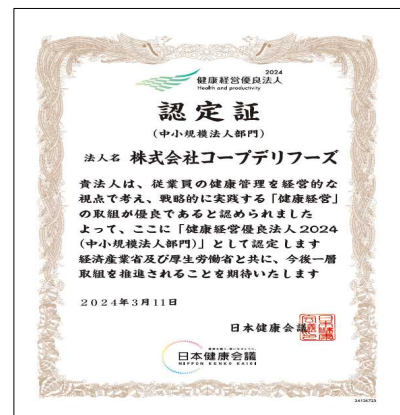 2024
健康経営優良法人
Health and productivity
認定証
(中小規模法人部門)
法人名 株式会社コープデリフーズ
貴法人は、従業員の健康管理を経営的な
視点で考え、戦略的に実践する「健康経営」
の取組が優良であると認められました
よって、ここに「健康経営優良法人2024
(中小規模法人部門)」として認定します
経済産業省及び厚生労働省と共に、今後一層
取組を推進されることを期待いたします
2024年3月11日
日本健康会議
日本健康会議
NIPPON KENKO KAIGI